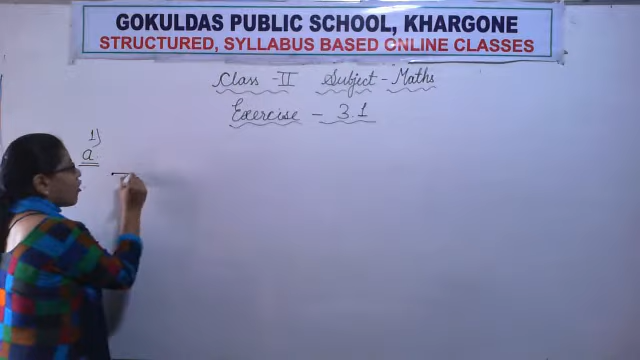 GOKULDAS PUBLIC SCHOOL, KHARGONE
STRUCTURED, SYLLABUS BASED ONLINE CLASSES
Class - II Subject - Maths
Exercise - 3.1
1)
a